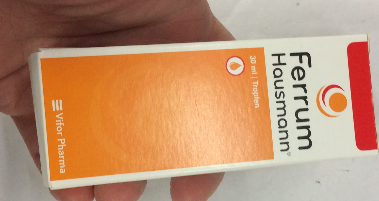 Ferrum
Hausmann®
30 ml | Tropfen
Vifor Pharma